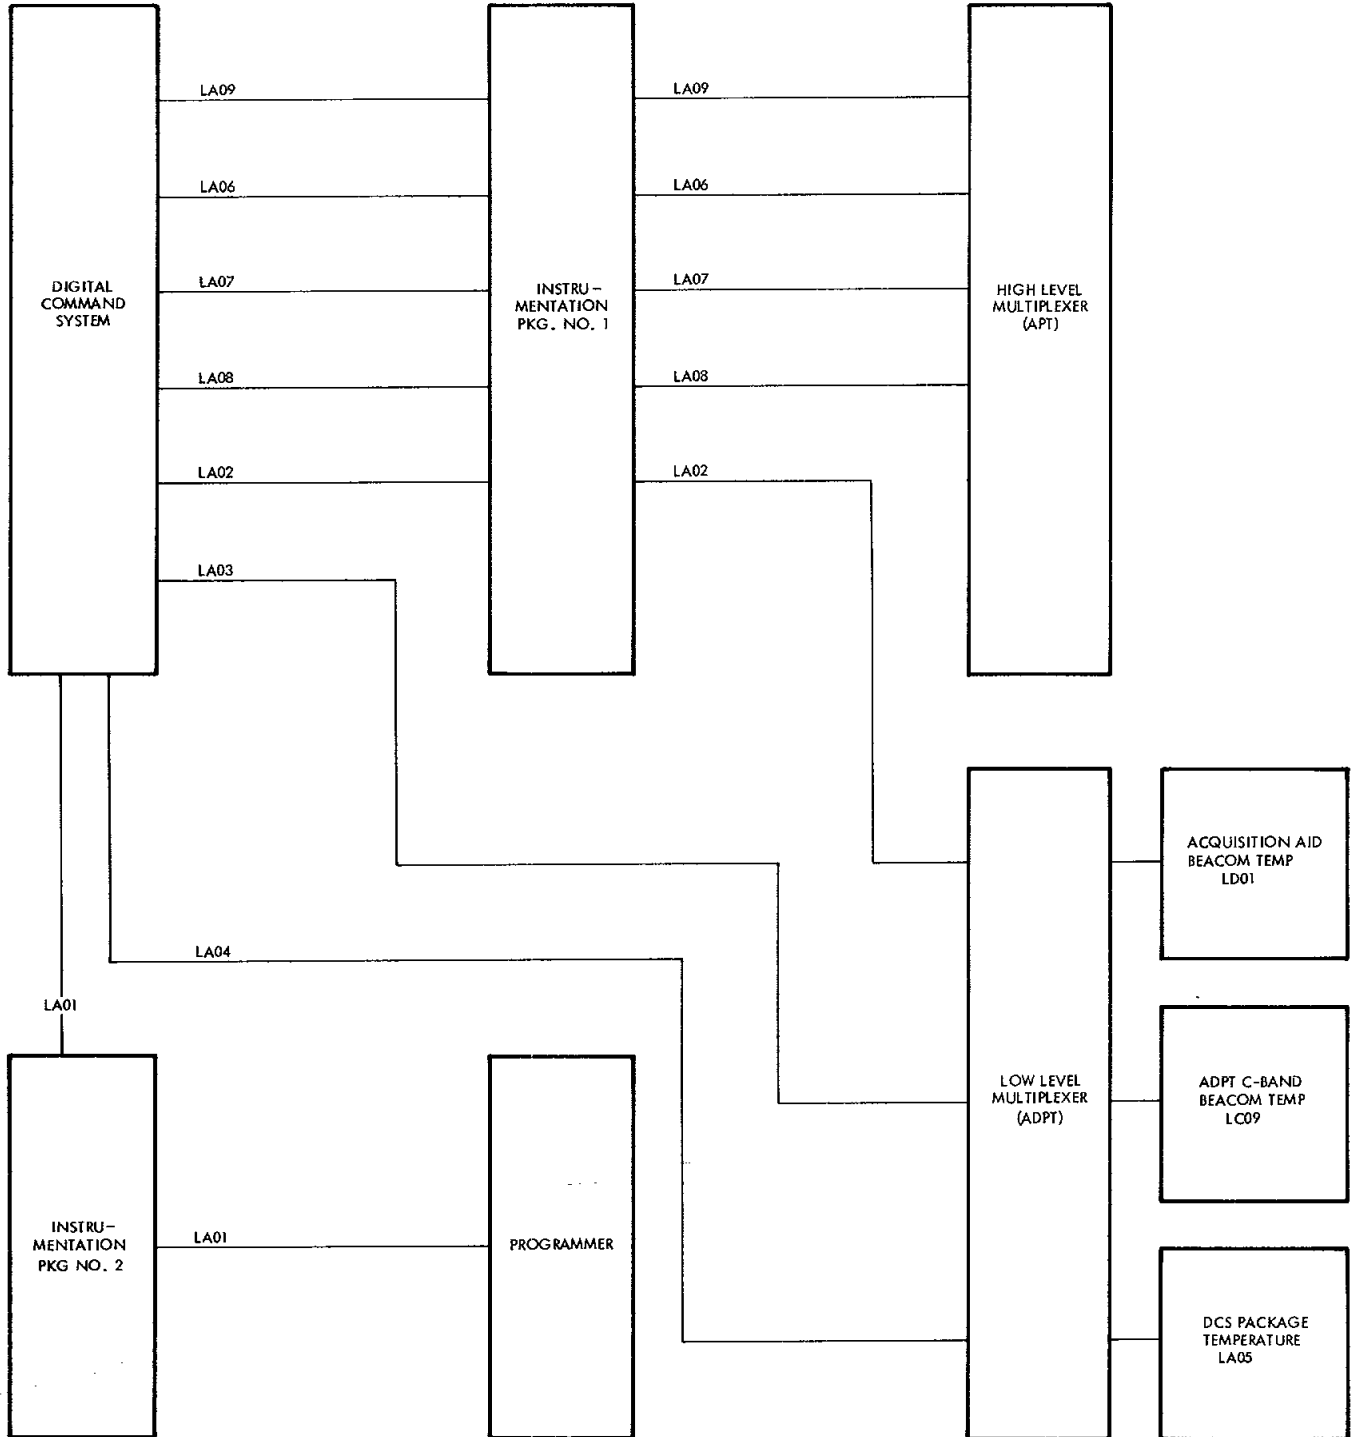 LA09
LA09
LA06
LA06
DIGITAL
COMMAND
SYSTEM
LA07
INSTRU-
MENTATION
PKG. NO. 1
LA07
HIGH LEVEL
MULTIPLEXER
(APT)
LA08
LA08
LA02
LA02
LA03
ACQUISITION AID
BEACOM TEMP
LD01
LA04
LA01
LOW LEVEL
MULTIPLEXER
(ADPT)
ADPT C-BAND
BEACOM TEMP
LC09
INSTRU-
MENTATION
PKG NO. 2
LA01
PROGRAMMER
DCS PACKAGE
TEMPERATURE
LA05